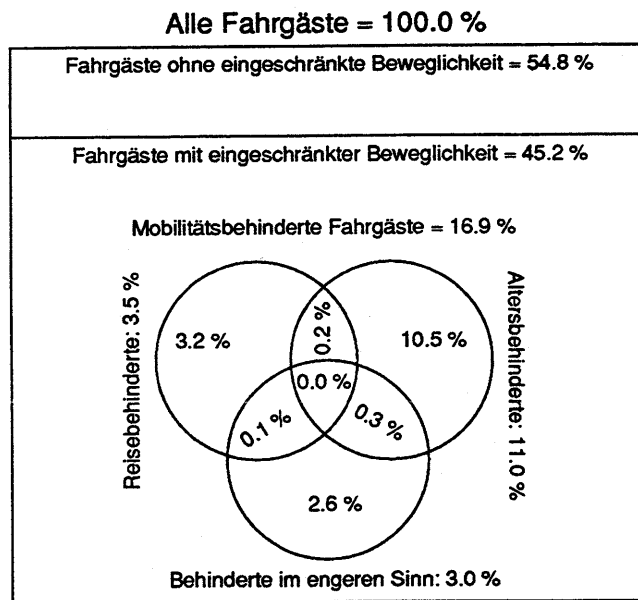 Alle Fahrgäste = 100.0 %
Fahrgäste ohne eingeschränkte Beweglichkeit = 54.8 %
Fahrgäste mit eingeschränkter Beweglichkeit = 45.2 %
Mobilitätsbehinderte Fahrgäste = 16.9 %
Reisebehinderte: 3.5 %
3.2 %
0.2 %
10.5 %
Altersbehinderte: 11.0 %
0.0 %
0.1 %
0.3 %
2.6 %
Behinderte im engeren Sinn: 3.0 %